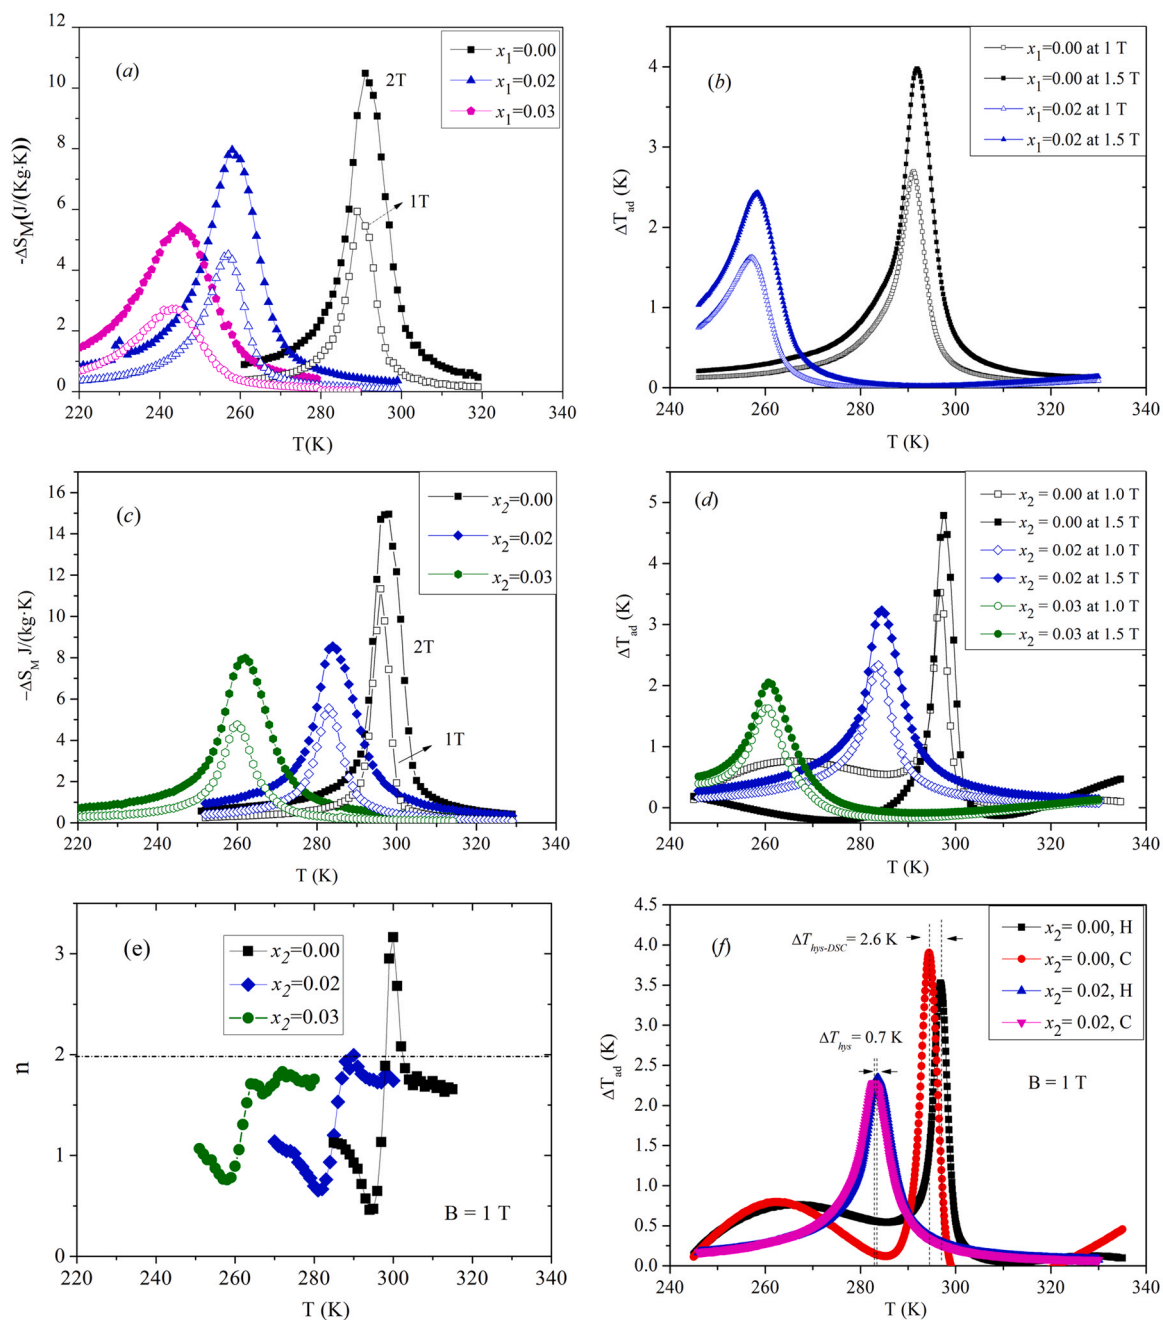 12
10
8
6
4
2
0
-ΔS_M(J/(Kg·K))
(a)
2T
1T
x₁=0.00
x₁=0.02
x₁=0.03
220 240 260 280 300 320 340
T(K)
4
3
2
1
0
ΔT_ad (K)
(b)
x₁=0.00 at 1 T
x₁=0.00 at 1.5 T
x₁=0.02 at 1 T
x₁=0.02 at 1.5 T
240 260 280 300 320 340
T (K)
16
14
12
10
8
6
4
2
0
−ΔS_M J/(kg·K)
(c)
2T
1T
x₂=0.00
x₂=0.02
x₂=0.03
220 240 260 280 300 320 340
T (K)
5
4
3
2
1
0
ΔT_ad (K)
(d)
x₂ = 0.00 at 1.0 T
x₂ = 0.00 at 1.5 T
x₂ = 0.02 at 1.0 T
x₂ = 0.02 at 1.5 T
x₂ = 0.03 at 1.0 T
x₂ = 0.03 at 1.5 T
240 260 280 300 320 340
T (K)
3
2
1
0
n
(e)
x₂=0.00
x₂=0.02
x₂=0.03
B = 1 T
220 240 260 280 300 320 340
T (K)
4.5
4.0
3.5
3.0
2.5
2.0
1.5
1.0
0.5
0.0
ΔT_ad (K)
ΔT_hys-DSC = 2.6 K
ΔT_hys = 0.7 K
(f)
x₂ = 0.00, H
x₂ = 0.00, C
x₂ = 0.02, H
x₂ = 0.02, C
B = 1 T
240 260 280 300 320 340
T (K)